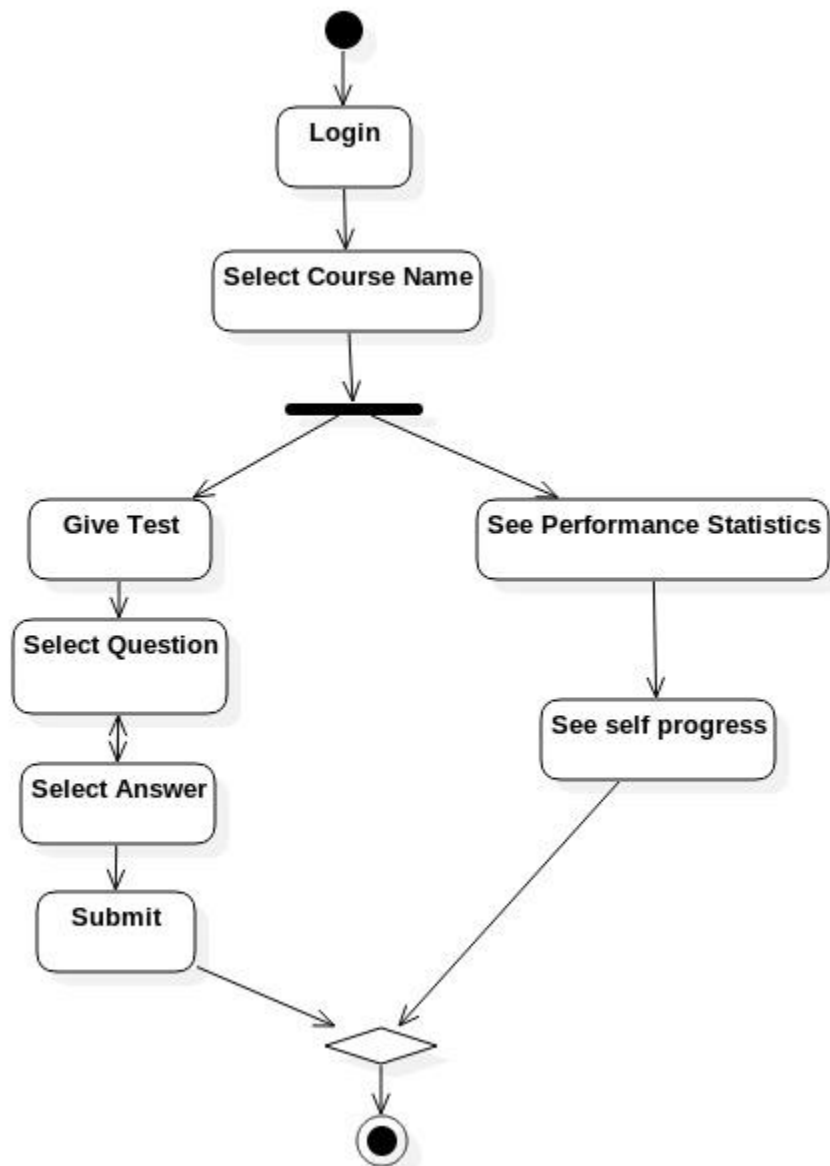 Login
Select Course Name
Give Test
See Performance Statistics
Select Question
See self progress
Select Answer
Submit